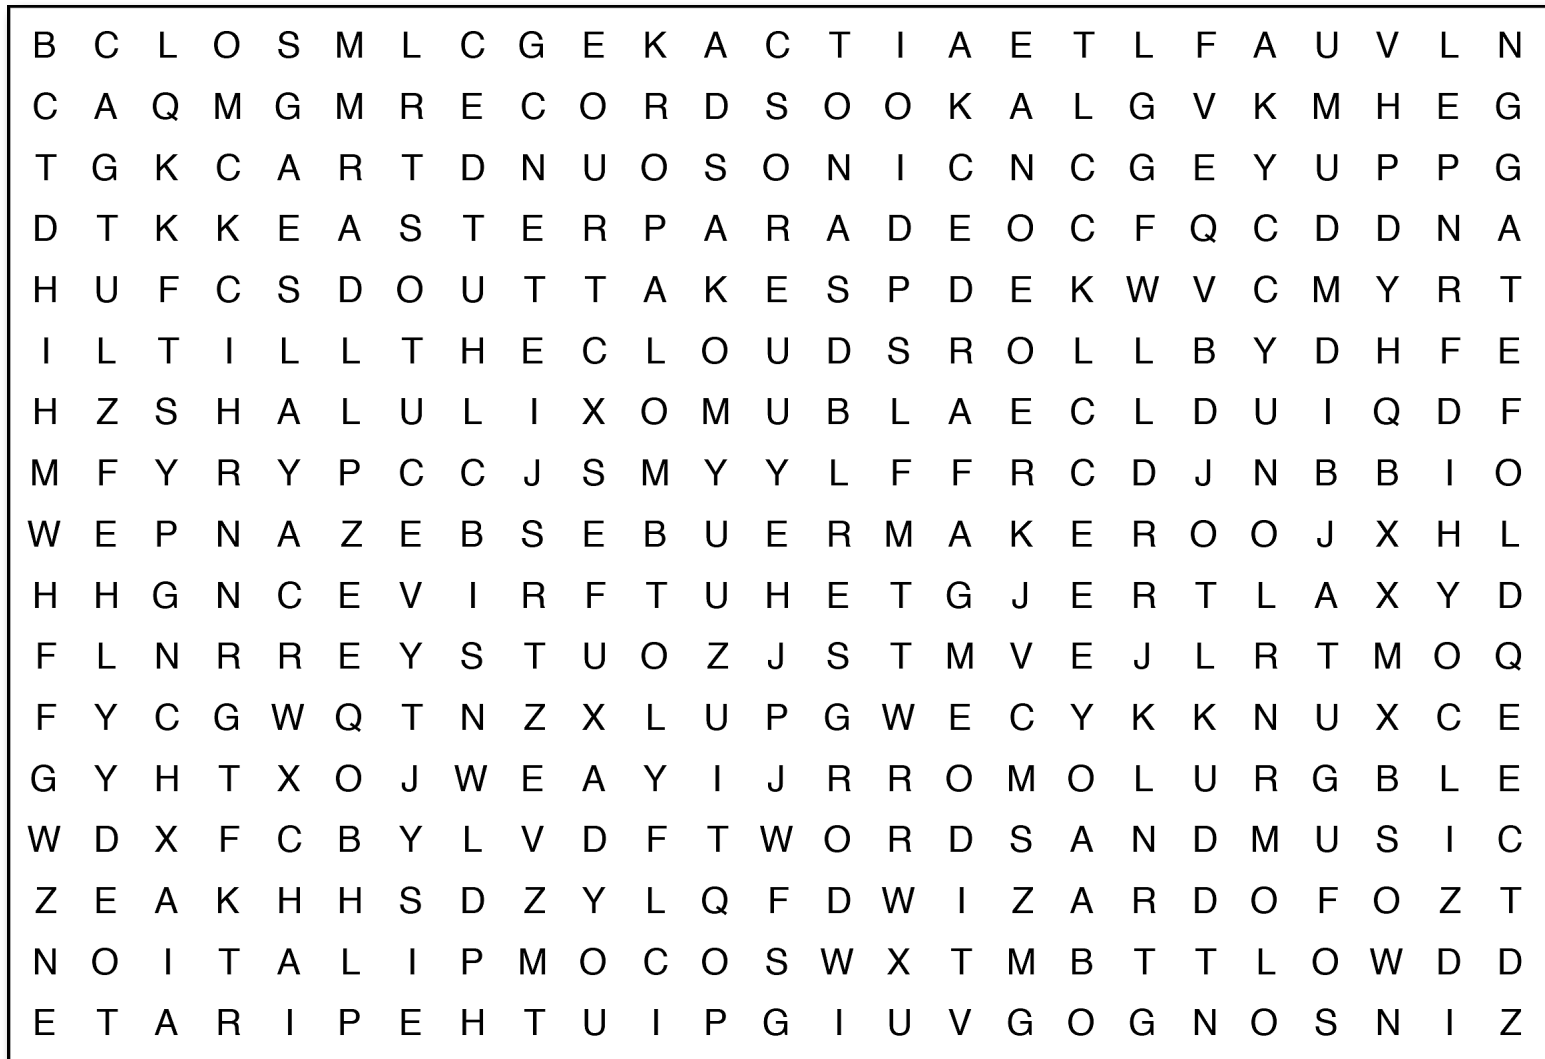 B C L O S M L C G E K A C T I A E T L F A U V L N
C A Q M G M R E C O R D S O O K A L G V K M H E G
T G K C A R T D N U O S O N I C N C G E Y U P P G
D T K K E A S T E R P A R A D E O C F Q C D D N A
H U F C S D O U T T A K E S P D E K W V C M Y R T
I L T I L L T H E C L O U D S R O L L B Y D H F E
H Z S H A L U L I X O M U B L A E C L D U I Q D F
M F Y R Y P C C J S M Y Y L F F R C D J N B B I O
W E P N A Z E B S E B U E R M A K E R O O J X H L
H H G N C E V I R F T U H E T G J E R T L A X Y D
F L N R R E Y S T U O Z J S T M V E J L R T M O Q
F Y C G W Q T N Z X L U P G W E C Y K K N U X C E
G Y H T X O J W E A Y I J R R O M O L U R G B L E
W D X F C B Y L V D F T W O R D S A N D M U S I C
Z E A K H H S D Z Y L Q F D W I Z A R D O F O Z T
N O I T A L I P M O C O S W X T M B T T L O W D D
E T A R I P E H T U I P G I U V G O G N O S N I Z